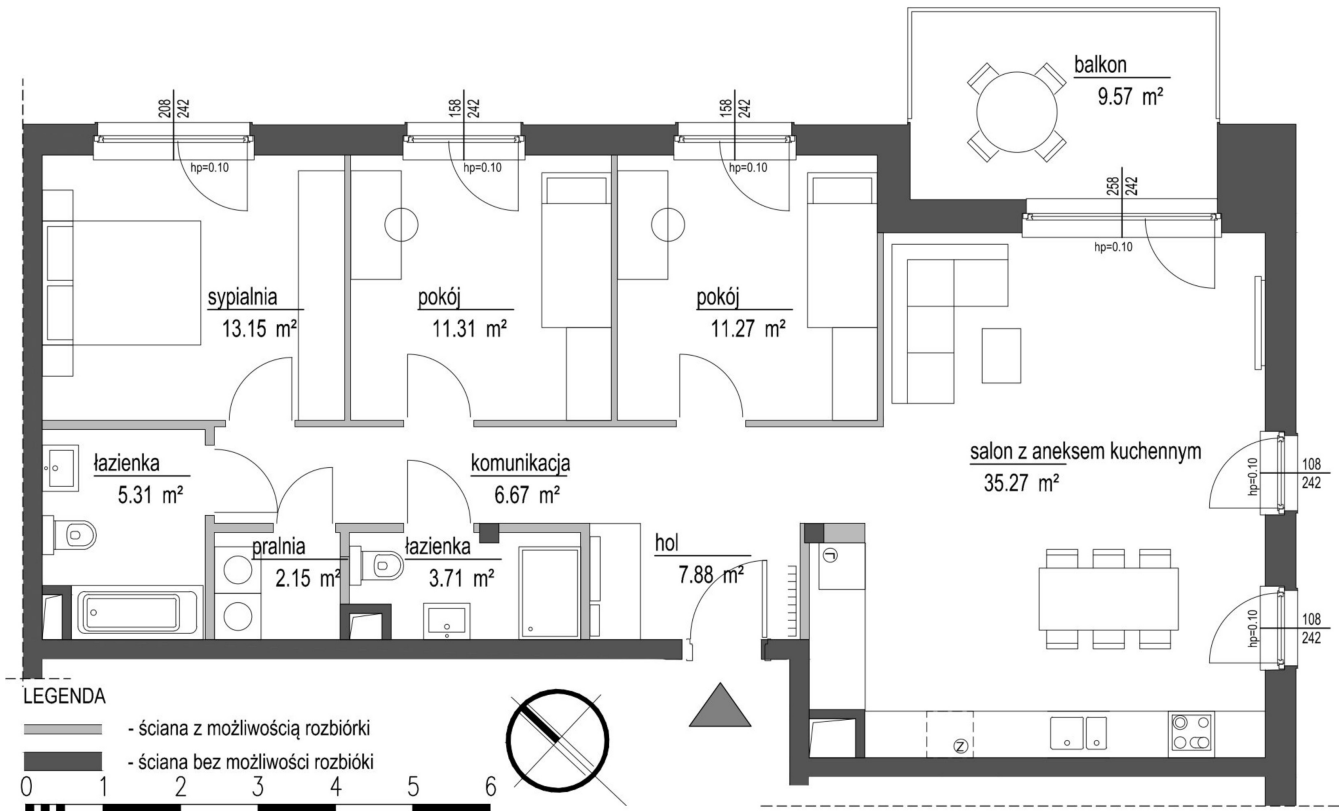 balkon
9.57 m²
208
242
158
242
158
242
258
242
hp=0.10
hp=0.10
hp=0.10
hp=0.10
sypialnia
13.15 m²
pokój
11.31 m²
pokój
11.27 m²
łazienka
5.31 m²
komunikacja
6.67 m²
salon z aneksem kuchennym
35.27 m²
hp=0.10
108
242
pralnia
2.15 m²
łazienka
3.71 m²
hol
7.88 m²
L
hp=0.10
108
242
Z
LEGENDA
- ściana z możliwością rozbiórki
- ściana bez możliwości rozbióki
0 1 2 3 4 5 6